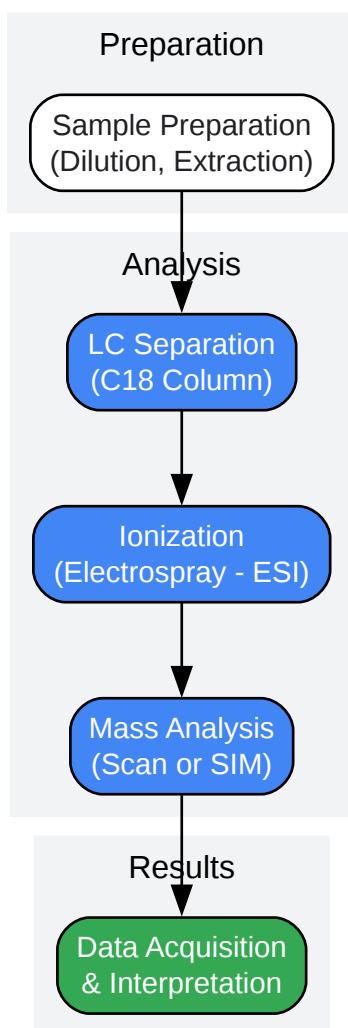 Preparation
Sample Preparation
(Dilution, Extraction)
Analysis
LC Separation
(C18 Column)
Ionization
(Electrospray - ESI)
Mass Analysis
(Scan or SIM)
Results
Data Acquisition
& Interpretation